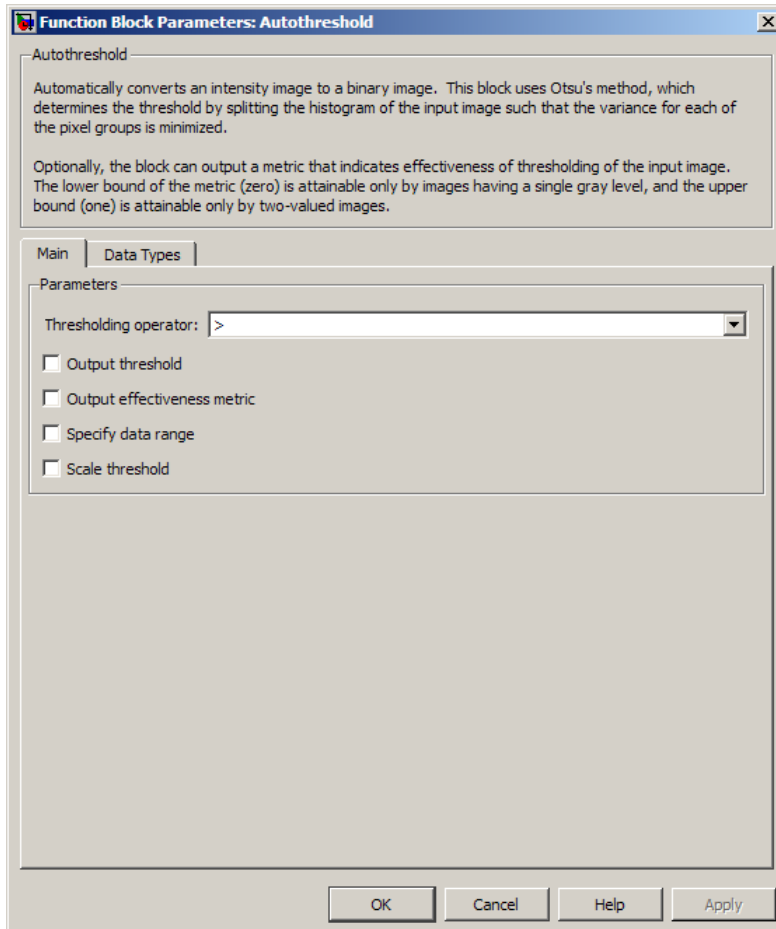 Function Block Parameters: Autothreshold
Autothreshold
Automatically converts an intensity image to a binary image.  This block uses Otsu's method, which
determines the threshold by splitting the histogram of the input image such that the variance for each of
the pixel groups is minimized.
Optionally, the block can output a metric that indicates effectiveness of thresholding of the input image.
The lower bound of the metric (zero) is attainable only by images having a single gray level, and the upper
bound (one) is attainable only by two-valued images.
Main Data Types
Parameters
Thresholding operator: >
Output threshold
Output effectiveness metric
Specify data range
Scale threshold
OK Cancel Help Apply